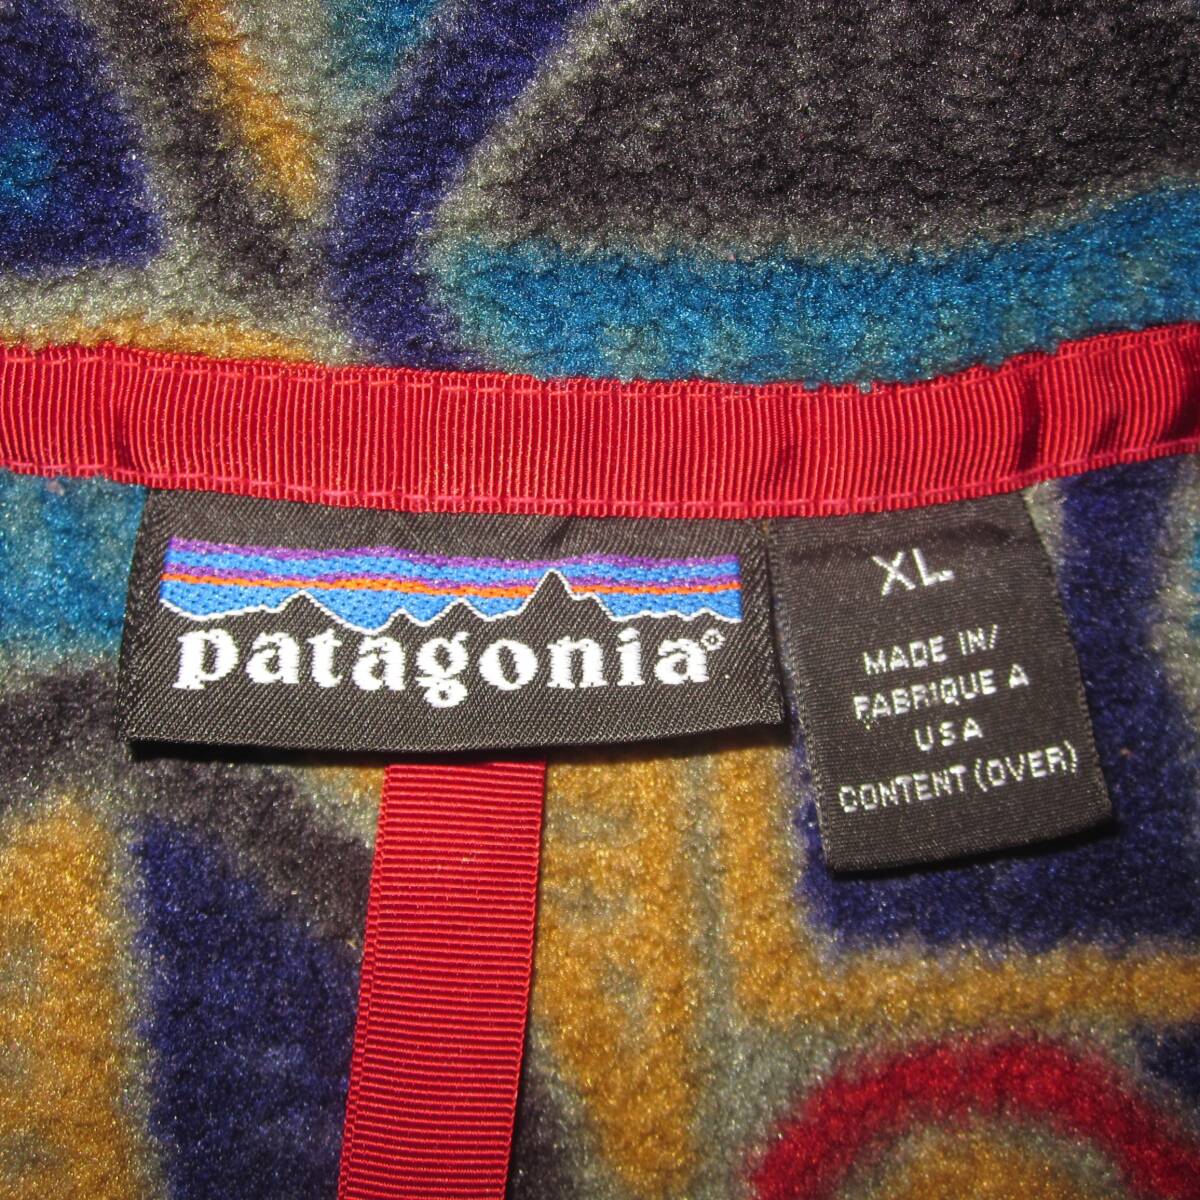 patagonia®
XL
MADE IN/
FABRIQUE A
USA
CONTENT (OVER)